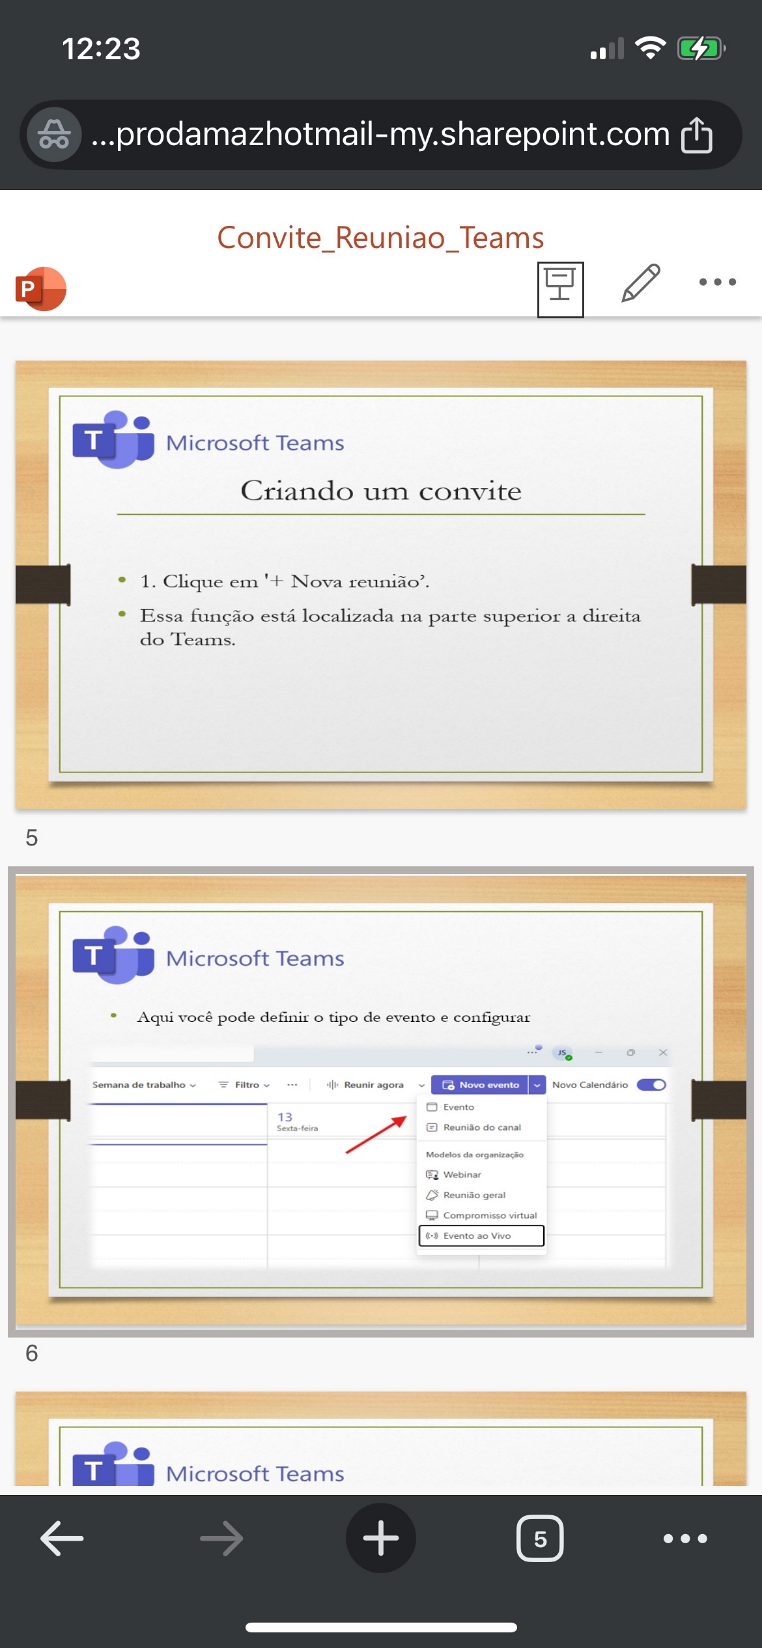 12:23
...prodamazhotmail-my.sharepoint.com
Convite_Reuniao_Teams
P
T Microsoft Teams
Criando um convite
• 1. Clique em '+ Nova reunião’.
• Essa função está localizada na parte superior a direita
do Teams.
5
T Microsoft Teams
• Aqui você pode definir o tipo de evento e configurar
JS
Semana de trabalho Filtro Reunir agora Novo evento Novo Calendário
13
Sexta-feira
Evento
Reunião do canal
Modelos da organização
Webinar
Reunião geral
Compromisso virtual
Evento ao Vivo
6
T Microsoft Teams
5